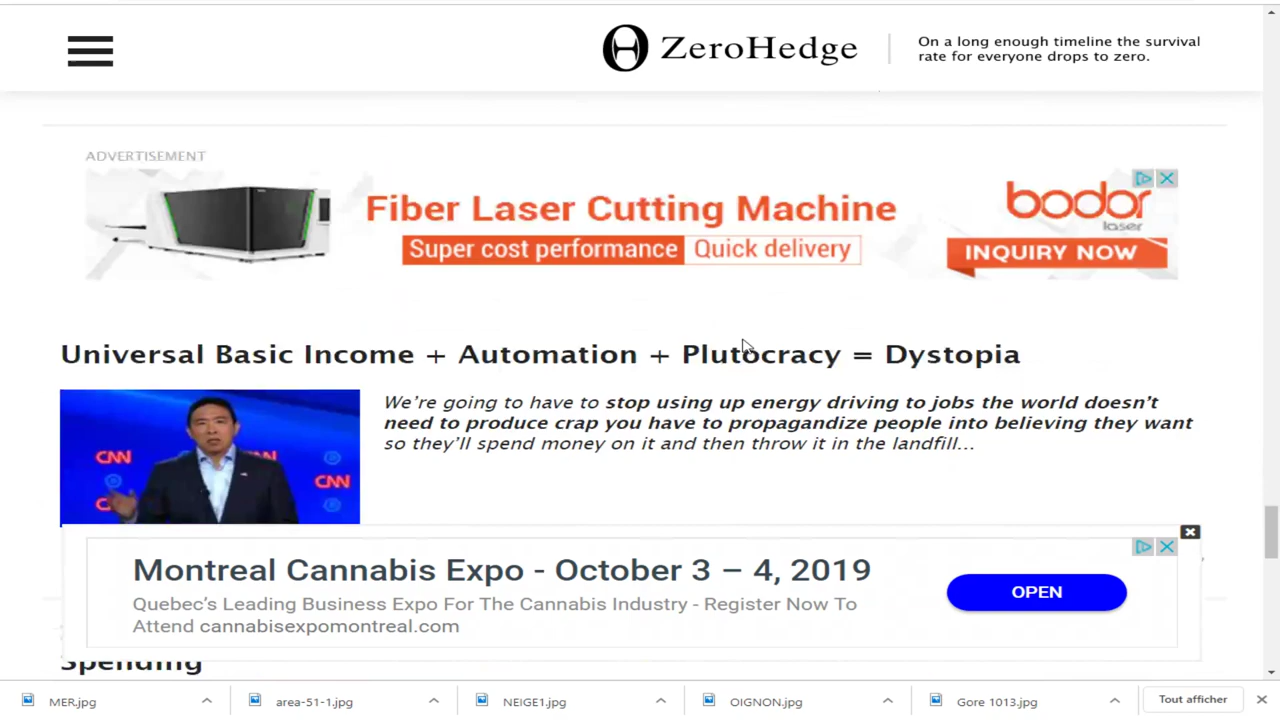 ZeroHedge
On a long enough timeline the survival
rate for everyone drops to zero.
ADVERTISEMENT
Fiber Laser Cutting Machine
Super cost performance Quick delivery
bodor
laser
INQUIRY NOW
Universal Basic Income + Automation + Plutocracy = Dystopia
We’re going to have to stop using up energy driving to jobs the world doesn’t
need to produce crap you have to propagandize people into believing they want
so they’ll spend money on it and then throw it in the landfill...
CNN
CNN
Montreal Cannabis Expo - October 3 – 4, 2019
Quebec’s Leading Business Expo For The Cannabis Industry - Register Now To
Attend cannabisexpomontreal.com
OPEN
Spending
MER.jpg
area-51-1.jpg
NEIGE1.jpg
OIGNON.jpg
Gore 1013.jpg
Tout afficher